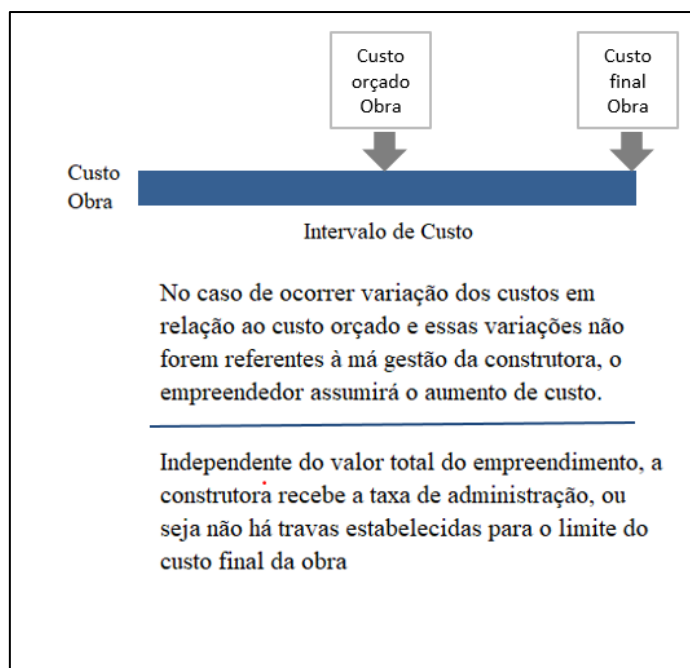 Custo
orçado
Obra
Custo
final
Obra
Custo
Obra
Intervalo de Custo
No caso de ocorrer variação dos custos em
relação ao custo orçado e essas variações não
forem referentes à má gestão da construtora, o
empreendedor assumirá o aumento de custo.
Independente do valor total do empreendimento, a
construtora recebe a taxa de administração, ou
seja não há travas estabelecidas para o limite do
custo final da obra